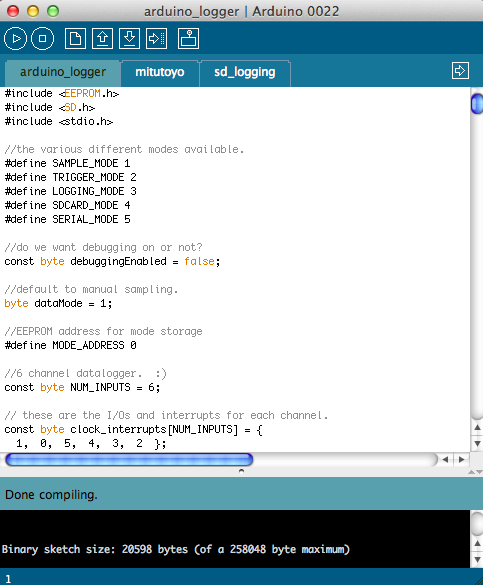 arduino_logger | Arduino 0022
arduino_logger mitutoyo sd_logging
#include <EEPROM.h>
#include <SD.h>
#include <stdio.h>
//the various different modes available.
#define SAMPLE_MODE 1
#define TRIGGER_MODE 2
#define LOGGING_MODE 3
#define SDCARD_MODE 4
#define SERIAL_MODE 5
//do we want debugging on or not?
const byte debuggingEnabled = false;
//default to manual sampling.
byte dataMode = 1;
//EEPROM address for mode storage
#define MODE_ADDRESS 0
//6 channel datalogger.  :)
const byte NUM_INPUTS = 6;
// these are the I/Os and interrupts for each channel.
const byte clock_interrupts[NUM_INPUTS] = {
  1, 0, 5, 4, 3, 2 };
Done compiling.
Binary sketch size: 20598 bytes (of a 258048 byte maximum)
1